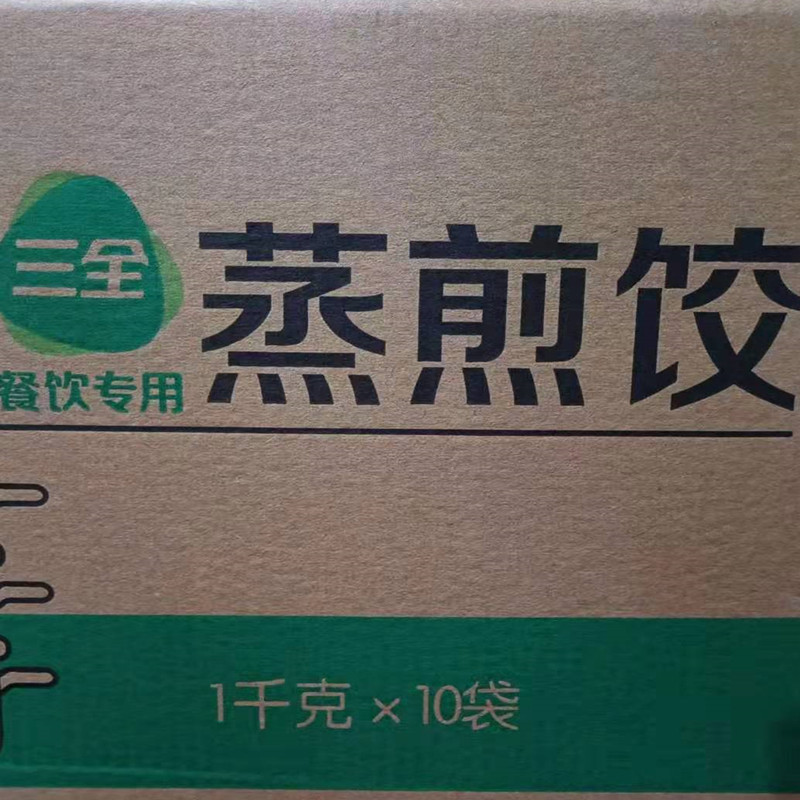 三全
蒸煎饺
餐饮专用
1千克 x 10袋